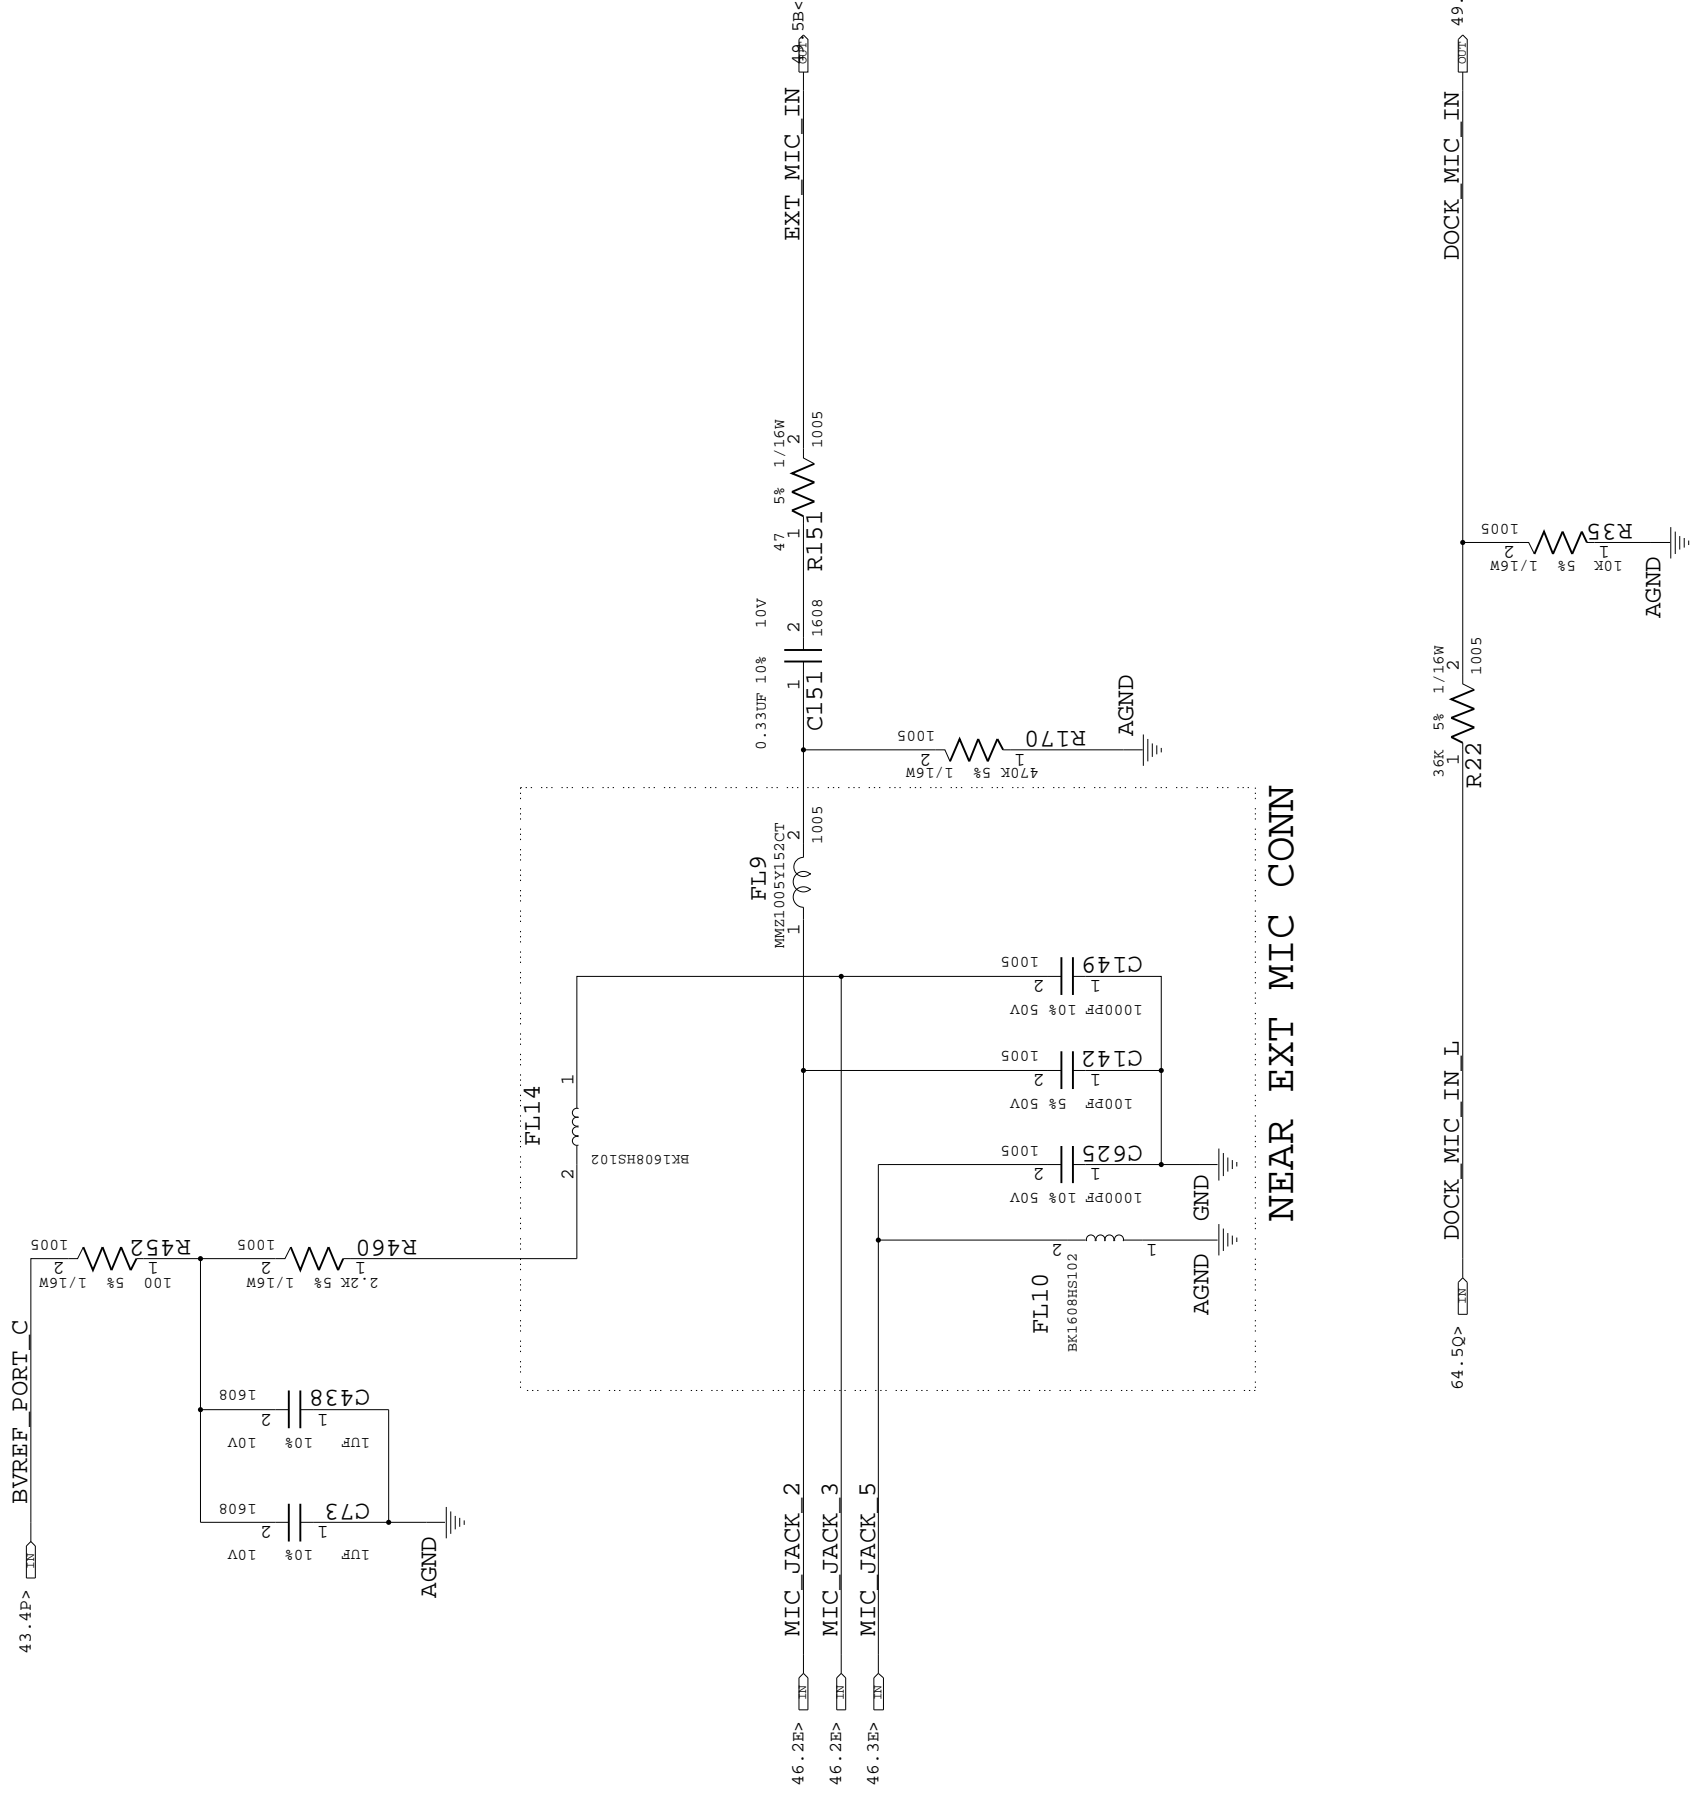 49.5B<
OUT
EXT_MIC_IN
49.
OUT
DOCK_MIC_IN
1/16W
2
1005
5%
47
1
R151
10V
2
1608
0.33UF 10%
1
C151
1005
2
R35
1
1/16W 5% 10K
AGND
1/16W
2
1005
5%
36K
1
R22
AGND
1005
2
R170
1
1/16W 5% 470K
NEAR EXT MIC CONN
FL9
MMZ1005Y152CT
2
1005
1
1005
2
C149
1
1000PF 10% 50V
1005
2
C142
1
100PF 5% 50V
1005
2
C625
1
1000PF 10% 50V
GND
FL14
1
2
BK1608HS102
2
1
FL10
BK1608HS102
AGND
DOCK_MIC_IN_L
IN
64.5Q>
1005
2
R452
1
100 5% 1/16W
1005
2
R460
1
2.2K 5% 1/16W
BVREF_PORT_C
IN
43.4P>
1608
2
C438
1
1UF 10% 10V
1608
2
C73
1
1UF 10% 10V
AGND
MIC_JACK_2
MIC_JACK_3
MIC_JACK_5
IN
IN
IN
46.2E>
46.2E>
46.3E>